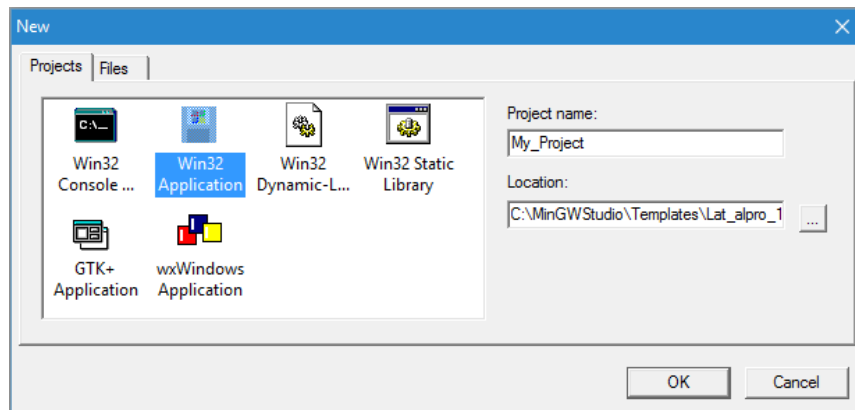 New
Projects
Files
C:\_
Win32
Console ...
Win32
Application
Win32
Dynamic-L...
Win32 Static
Library
GTK+
Application
wxWindows
Application
Project name:
My_Project
Location:
C:\MinGWStudio\Templates\Lat_alpro_1
...
OK
Cancel